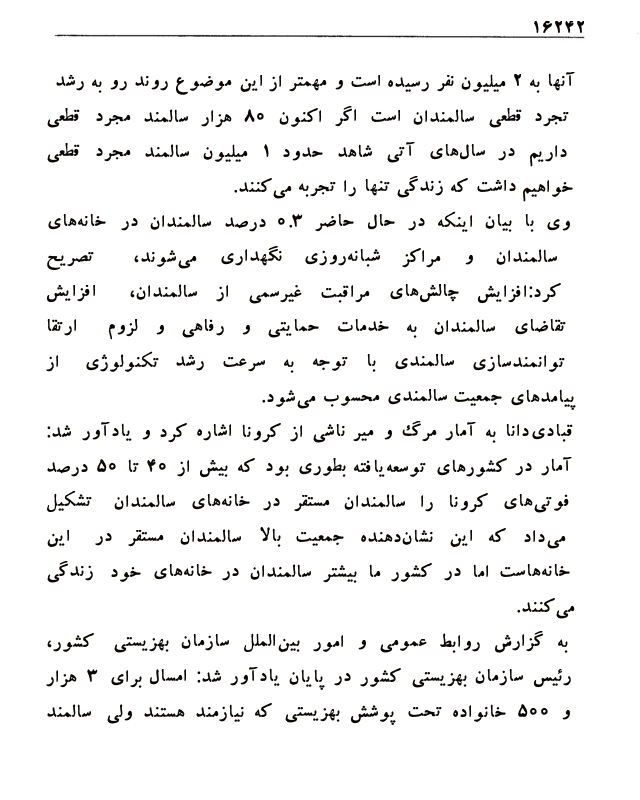 ۱۶۲۴۲
آنها به ۲ میلیون نفر رسیده است و مهمتر از این موضوع روند رو به رشد
تجرد قطعی سالمندان است اگر اکنون ۸۰ هزار سالمند مجرد قطعی
داریم در سال‌های آتی شاهد حدود ۱ میلیون سالمند مجرد قطعی
خواهیم داشت که زندگی تنها را تجربه می‌کنند.
وی با بیان اینکه در حال حاضر ۰.۳ درصد سالمندان در خانه‌های
سالمندان و مراکز شبانه‌روزی نگهداری می‌شوند، تصریح
کرد:افزایش چالش‌های مراقبت غیررسمی از سالمندان، افزایش
تقاضای سالمندان به خدمات حمایتی و رفاهی و لزوم ارتقا
توانمندسازی سالمندی با توجه به سرعت رشد تکنولوژی از
پیامدهای جمعیت سالمندی محسوب می‌شود.
قبادی‌دانا به آمار مرگ و میر ناشی از کرونا اشاره کرد و یادآور شد:
آمار در کشورهای توسعه‌یافته بطوری بود که بیش از ۴۰ تا ۵۰ درصد
فوتی‌های کرونا را سالمندان مستقر در خانه‌های سالمندان تشکیل
می‌داد که این نشان‌دهنده جمعیت بالا سالمندان مستقر در این
خانه‌هاست اما در کشور ما بیشتر سالمندان در خانه‌های خود زندگی
می‌کنند.
به گزارش روابط عمومی و امور بین‌الملل سازمان بهزیستی کشور،
رئیس سازمان بهزیستی کشور در پایان یادآور شد: امسال برای ۳ هزار
و ۵۰۰ خانواده تحت پوشش بهزیستی که نیازمند هستند ولی سالمند